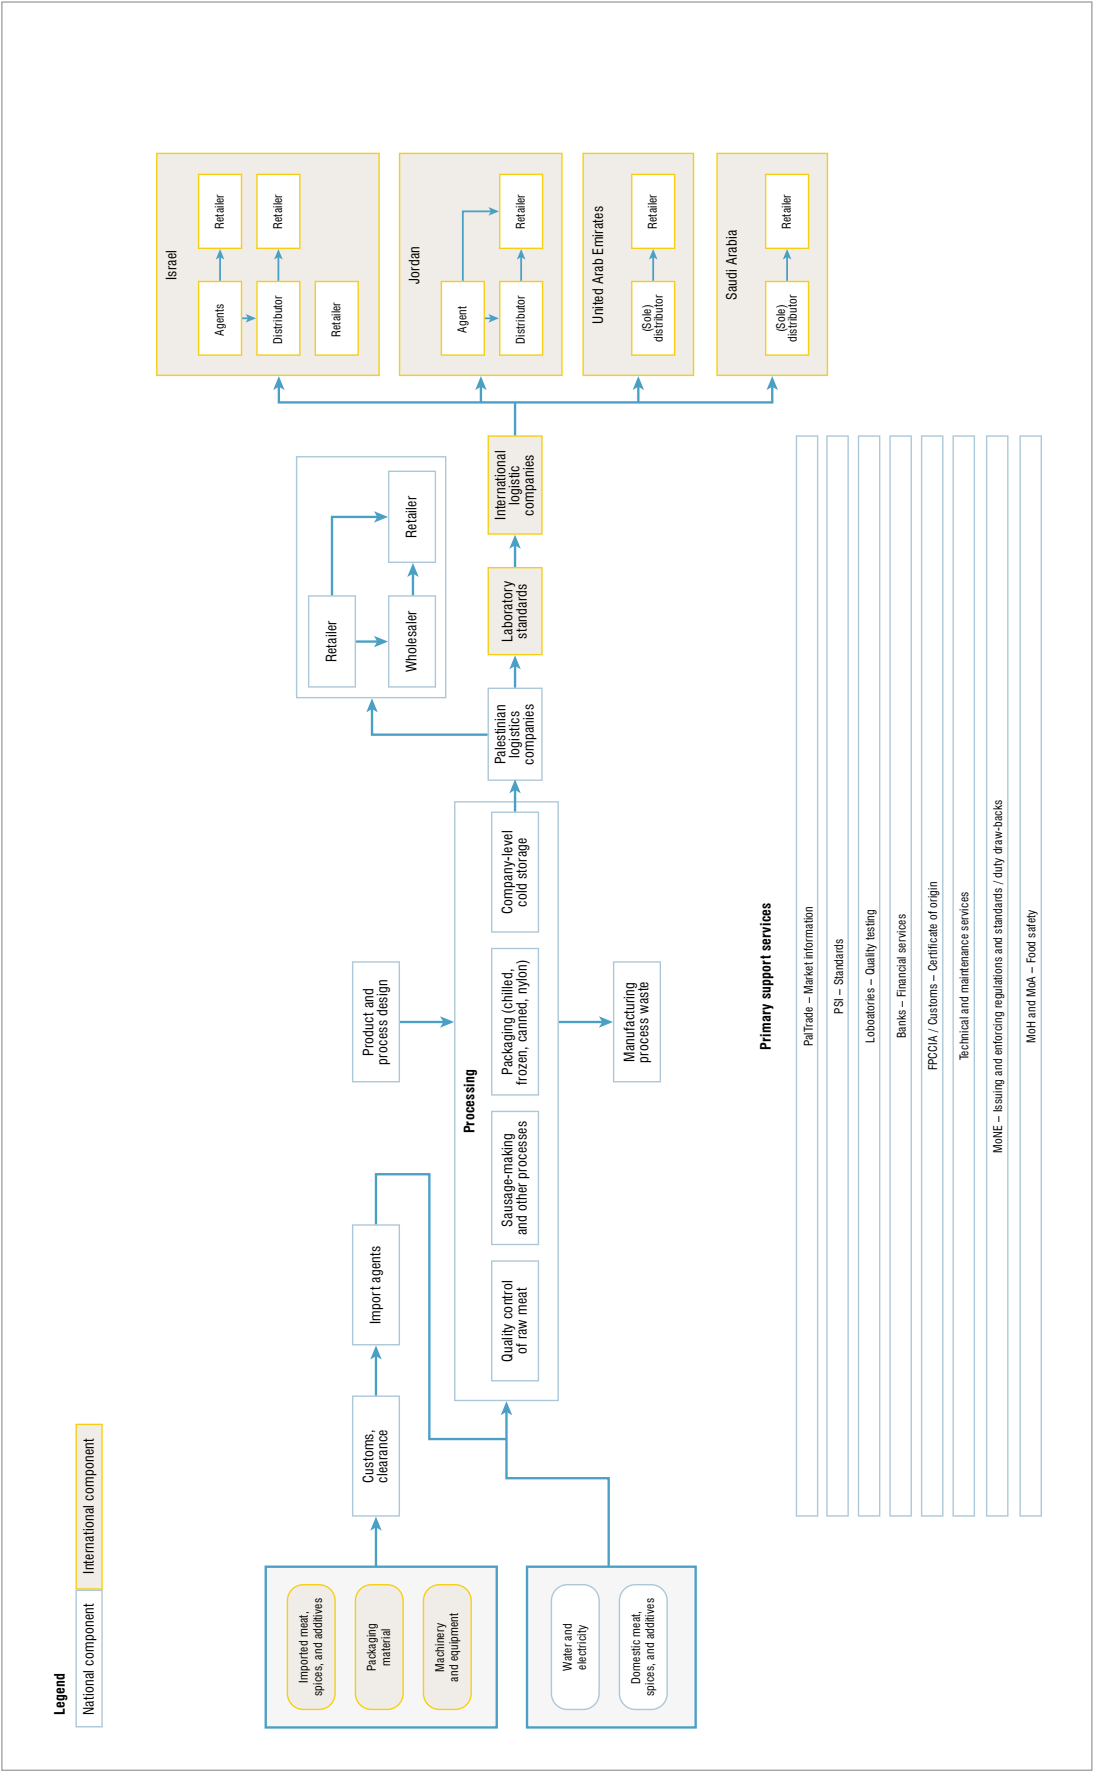 Legend
National component
International component
Imported meat,
spices, and additives
Packaging
material
Machinery
and equipment
Water and
electricity
Domestic meat,
spices, and additives
Customs,
clearance
Import agents
Product and
process design
Processing
Quality control
of raw meat
Sausage-making
and other processes
Packaging (chilled,
frozen, canned, nylon)
Company-level
cold storage
Manufacturing
process waste
Palestinian
logistics
companies
Retailer
Wholesaler
Retailer
Laboratory
standards
International
logistic
companies
Israel
Agents
Retailer
Distributor
Retailer
Retailer
Jordan
Agent
Distributor
Retailer
United Arab Emirates
(Sole)
distributor
Retailer
Saudi Arabia
(Sole)
distributor
Retailer
Primary support services
PalTrade – Market information
PSI – Standards
Loboatories – Quality testing
Banks – Financial services
FPCCIA / Customs – Certificate of origin
Technical and maintenance services
MoNE – Issuing and enforcing regulations and standards / duty draw-backs
MoH and MoA – Food safety